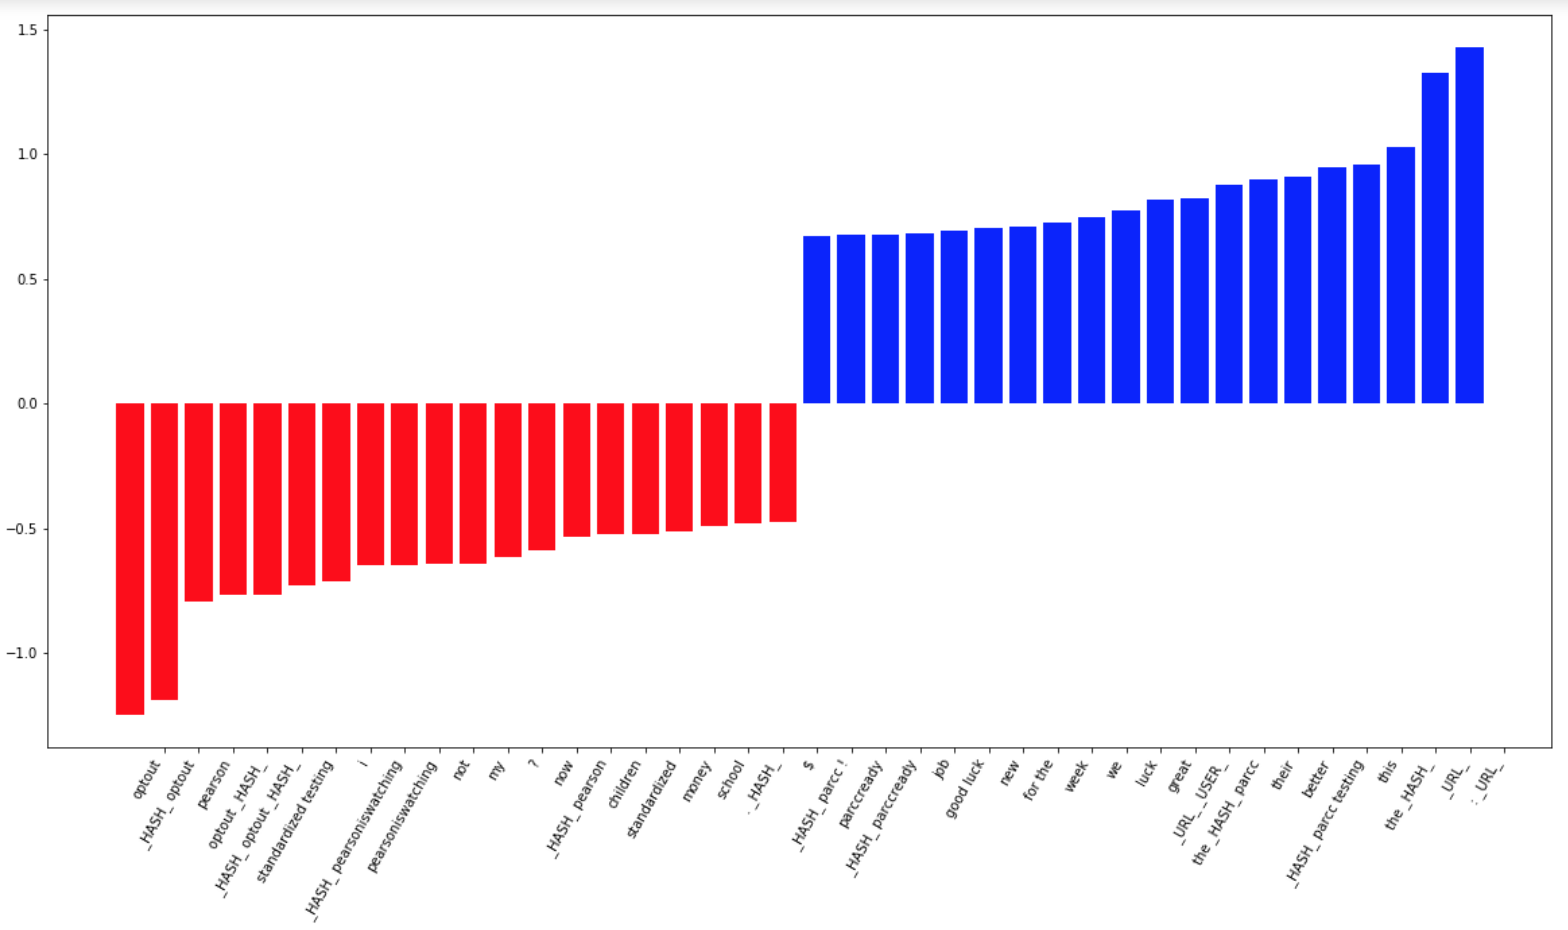 1.5
1.0
0.5
0.0
−0.5
−1.0
optout
_HASH_ optout
pearson
optout _HASH_
_HASH_ optout _HASH_
standardized testing
i
_HASH_ pearsoniswatching
pearsoniswatching
not
my
?
now
_HASH_ pearson
children
standardized
money
school
. _HASH_
$
_HASH_ parcc !
parccready
_HASH_ parccready
job
good luck
new
for the
week
we
luck
great
_URL_ _USER_
the _HASH_ parcc
their
better
_HASH_ parcc testing
this
the _HASH_
_URL_
: _URL_